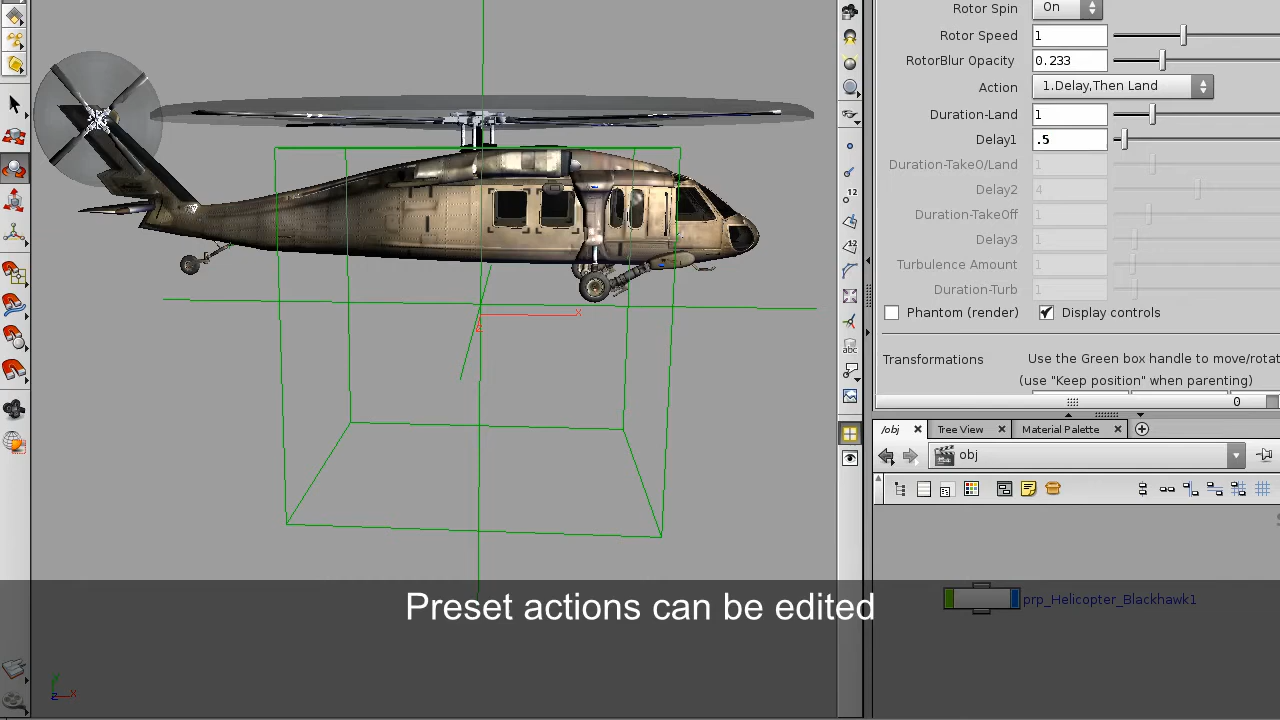 Rotor Spin On
Rotor Speed 1
RotorBlur Opacity 0.233
Action 1.Delay,Then Land
Duration-Land 1
Delay1 .5
Duration-TakeO/Land 1
Delay2 4
Duration-TakeOff 1
Delay3 1
Turbulence Amount 1
Duration-Turb 1
Phantom (render) Display controls
Transformations Use the Green box handle to move/rotat
(use "Keep position" when parenting)
0
/obj Tree View Material Palette
obj
12
12
abc
X
Preset actions can be edited
prp_Helicopter_Blackhawk1
Z X